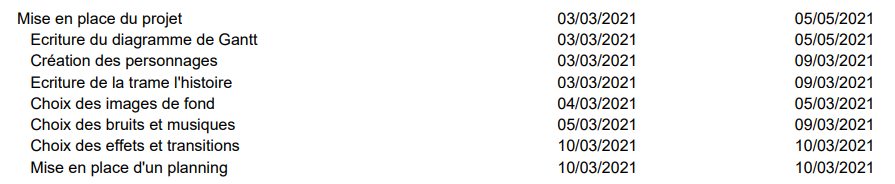 Mise en place du projet 03/03/2021 05/05/2021
Ecriture du diagramme de Gantt 03/03/2021 05/05/2021
Création des personnages 03/03/2021 09/03/2021
Ecriture de la trame l'histoire 03/03/2021 09/03/2021
Choix des images de fond 04/03/2021 05/03/2021
Choix des bruits et musiques 05/03/2021 09/03/2021
Choix des effets et transitions 10/03/2021 10/03/2021
Mise en place d'un planning 10/03/2021 10/03/2021